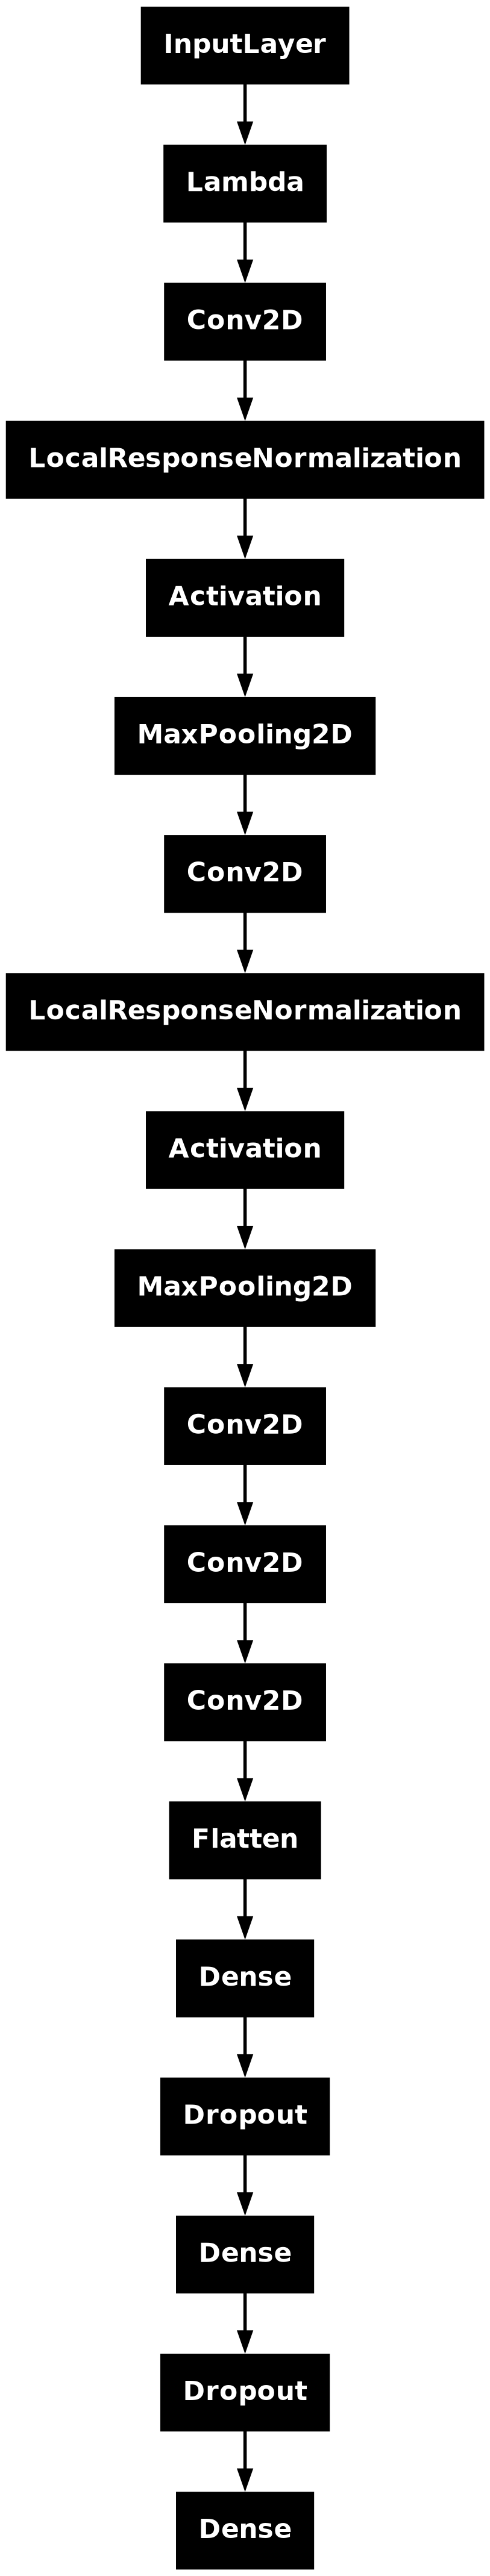 InputLayer
Lambda
Conv2D
LocalResponseNormalization
Activation
MaxPooling2D
Conv2D
LocalResponseNormalization
Activation
MaxPooling2D
Conv2D
Conv2D
Conv2D
Flatten
Dense
Dropout
Dense
Dropout
Dense